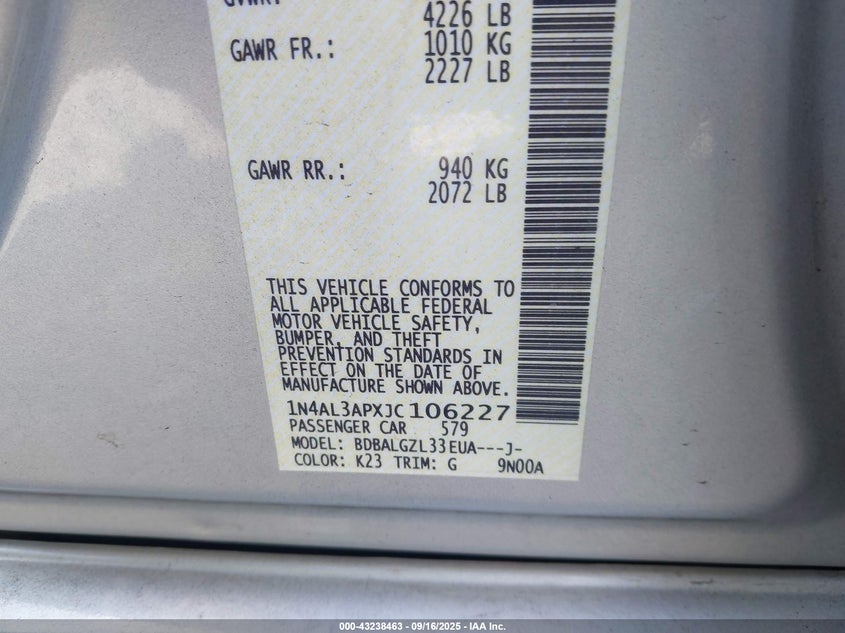 GVWR:
4226 LB
GAWR FR.: 1010 KG
2227 LB
GAWR RR.: 940 KG
2072 LB
THIS VEHICLE CONFORMS TO
ALL APPLICABLE FEDERAL
MOTOR VEHICLE SAFETY,
BUMPER, AND THEFT
PREVENTION STANDARDS IN
EFFECT ON THE DATE OF
MANUFACTURE SHOWN ABOVE.
1N4AL3APXJC106227
PASSENGER CAR 579
MODEL: BDBALGZL33EUA---J-
COLOR: K23 TRIM: G 9N00A
000-43238463 - 09/16/2025 - IAA Inc.